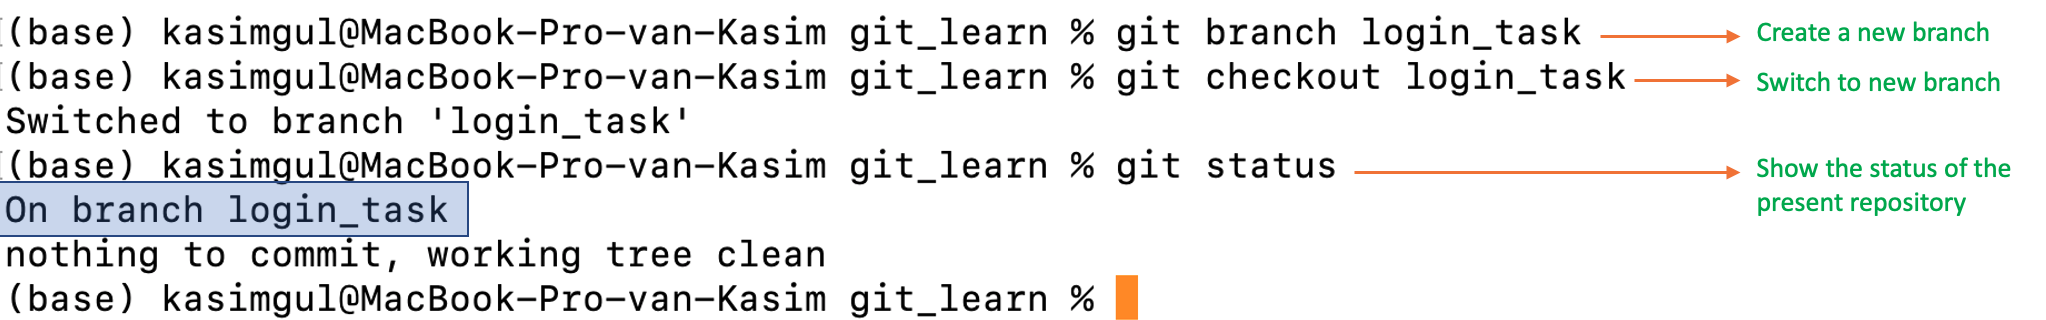 (base) kasimgul@MacBook-Pro-van-Kasim git_learn % git branch login_task Create a new branch
(base) kasimgul@MacBook-Pro-van-Kasim git_learn % git checkout login_task Switch to new branch
Switched to branch 'login_task'
(base) kasimgul@MacBook-Pro-van-Kasim git_learn % git status Show the status of the
present repository
On branch login_task
nothing to commit, working tree clean
(base) kasimgul@MacBook-Pro-van-Kasim git_learn %